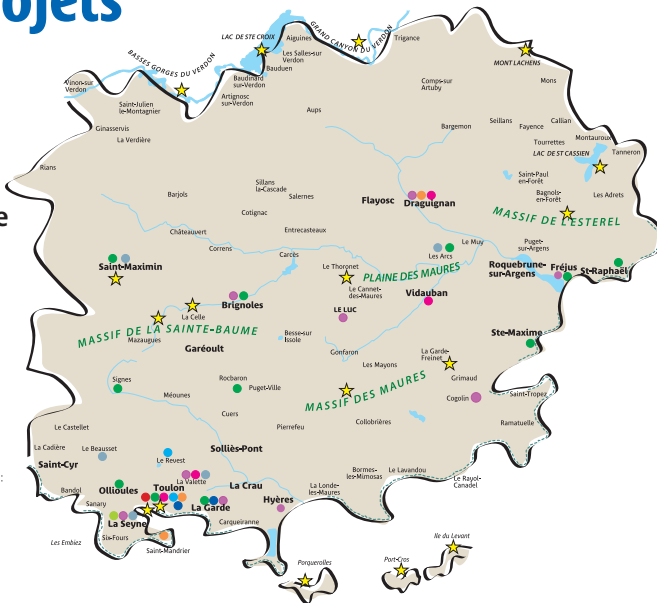 ojets
GRAND CANYON DU VERDON
LAC DE STE CROIX
Aiguines
Trigance
BASSES GORGES DU VERDON
Les Salles-sur
Verdon
MONT LACHENS
Bauduen
Vinon-sur
Verdon
Baudinard
sur-Verdon
Comps-sur
Artuby
Mons
Artignosc
sur-Verdon
Saint-Julien
le-Montagnier
Aups
Seillans
Callian
Fayence
Ginasservis
Bargemon
Montauroux
La Verdière
Tourrettes
LAC DE ST CASSIEN
Tanneron
Rians
Saint-Paul
en-Forêt
Sillans
la-Cascade
Barjols
Salernes
Bagnols-
en-Forêt
Les Adrets
Flayosc
Draguignan
e
Cotignac
MASSIF DE L'ESTEREL
Châteauvert
Entrecasteaux
Correns
Le Muy
Puget-
sur-Argens
Carcès
Les Arcs
Saint-Maximin
Le Thoronet
PLAINE DES MAURES
Roquebrune-
sur-Argens
Fréjus
St-Raphaël
Le Cannet-
des-Maures
Vidauban
Brignoles
La Celle
LE LUC
MASSIF DE LA SAINTE-BAUME
Besse-sur
Issole
Ste-Maxime
Mazaugues
Garéoult
Gonfaron
La Garde-
Freinet
Les Mayons
Signes
Rocbaron
Grimaud
Puget-Ville
MASSIF DES MAURES
Méounes
Cogolin
Saint-Tropez
Cuers
Collobrières
Le Castellet
Pierrefeu
Ramatuelle
La Cadière
Le Beausset
Solliès-Pont
Saint-Cyr
Le Revest
Bormes-
les-Mimosas
Le Lavandou
La Valette
Le Rayol-
Canadel
:
Bandol
Ollioules
Toulon
La Crau
La Londe-
les-Maures
Sanary
La Garde
Hyères
La Seyne
Carqueiranne
Six-Fours
Les Embiez
Saint-Mandrier
Ile du Levant
Porquerolles
Port-Cros